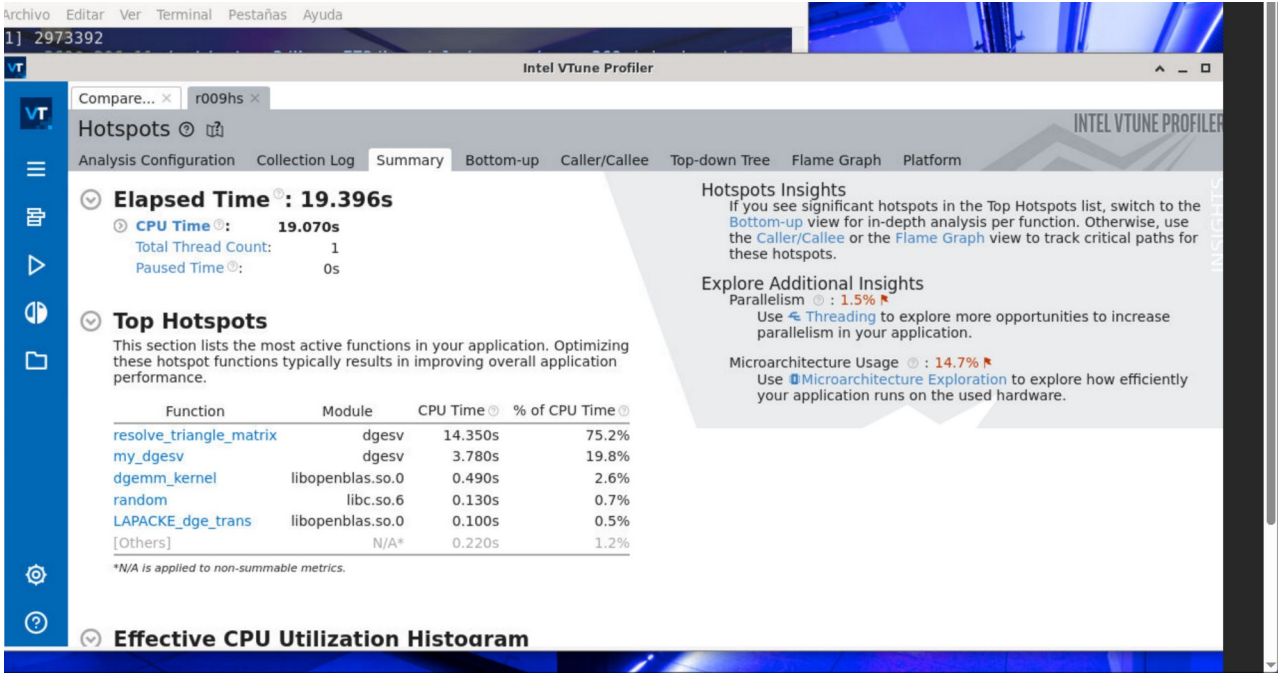 Archivo Editar Ver Terminal Pestañas Ayuda
1] 2973392
VT Intel VTune Profiler
VT
Compare... × r009hs ×
Hotspots
INTEL VTUNE PROFILER
Analysis Configuration Collection Log Summary Bottom-up Caller/Callee Top-down Tree Flame Graph Platform
Elapsed Time: 19.396s
CPU Time: 19.070s
Total Thread Count: 1
Paused Time: 0s
Top Hotspots
This section lists the most active functions in your application. Optimizing
these hotspot functions typically results in improving overall application
performance.
Function Module CPU Time % of CPU Time
resolve_triangle_matrix dgesv 14.350s 75.2%
my_dgesv dgesv 3.780s 19.8%
dgemm_kernel libopenblas.so.0 0.490s 2.6%
random libc.so.6 0.130s 0.7%
LAPACKE_dge_trans libopenblas.so.0 0.100s 0.5%
[Others] N/A* 0.220s 1.2%
*N/A is applied to non-summable metrics.
Effective CPU Utilization Histogram
Hotspots Insights
If you see significant hotspots in the Top Hotspots list, switch to the
Bottom-up view for in-depth analysis per function. Otherwise, use
the Caller/Callee or the Flame Graph view to track critical paths for
these hotspots.
Explore Additional Insights
Parallelism : 1.5%
Use Threading to explore more opportunities to increase
parallelism in your application.
Microarchitecture Usage : 14.7%
Use Microarchitecture Exploration to explore how efficiently
your application runs on the used hardware.
INSIGHTS